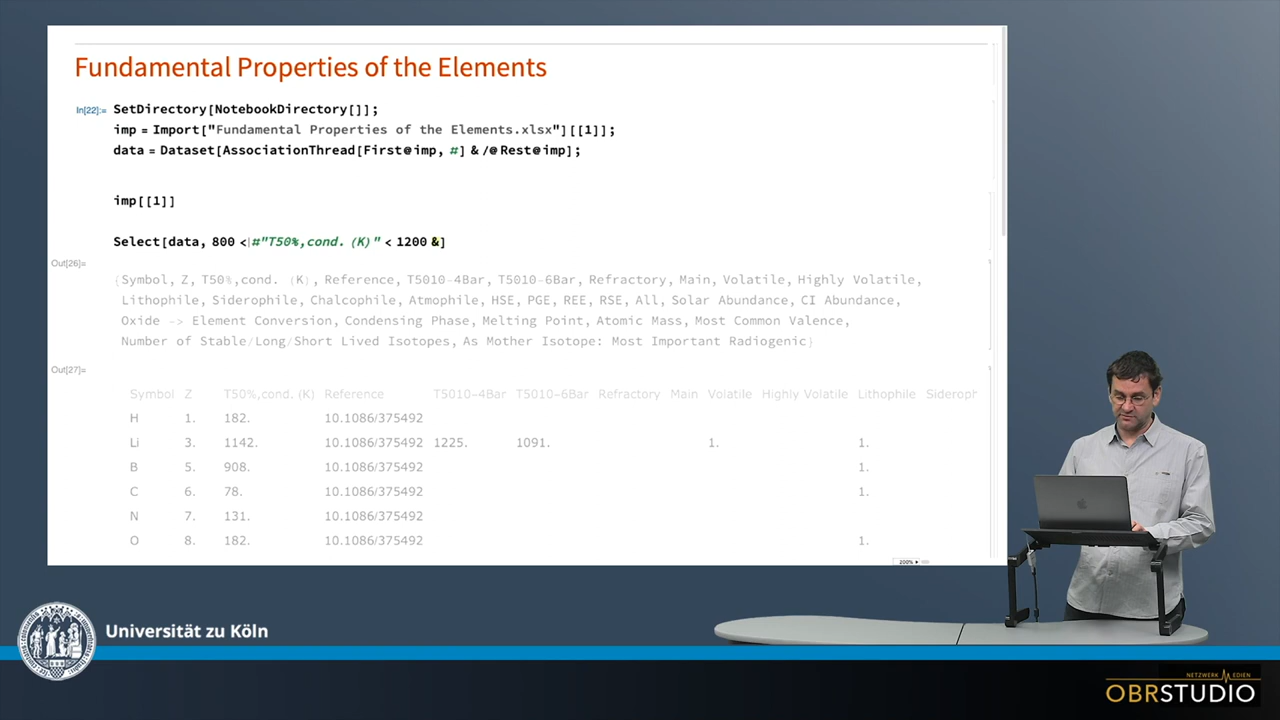 Fundamental Properties of the Elements
In[22]:= SetDirectory[NotebookDirectory[]];
imp = Import["Fundamental Properties of the Elements.xlsx"][[1]];
data = Dataset[AssociationThread[First@imp, #] & /@ Rest@imp];
imp[[1]]
Select[data, 800 < #"T50%,cond. (K)" < 1200 &]
Out[26]=
{Symbol, Z, T50%,cond. (K), Reference, T5010-4Bar, T5010-6Bar, Refractory, Main, Volatile, Highly Volatile,
Lithophile, Siderophile, Chalcophile, Atmophile, HSE, PGE, REE, RSE, All, Solar Abundance, CI Abundance,
Oxide -> Element Conversion, Condensing Phase, Melting Point, Atomic Mass, Most Common Valence,
Number of Stable/Long/Short Lived Isotopes, As Mother Isotope: Most Important Radiogenic}
Out[27]=
Symbol Z T50%,cond. (K) Reference T5010-4Bar T5010-6Bar Refractory Main Volatile Highly Volatile Lithophile Sideroph
H 1. 182. 10.1086/375492
Li 3. 1142. 10.1086/375492 1225. 1091. 1. 1.
B 5. 908. 10.1086/375492 1.
C 6. 78. 10.1086/375492 1.
N 7. 131. 10.1086/375492
O 8. 182. 10.1086/375492 1.
200%
Universität zu Köln
NETZWERK MEDIEN
OBRSTUDIO